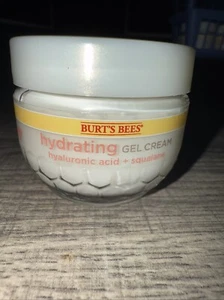 BURT'S BEES
hydrating GEL CREAM
hyaluronic acid + squalane